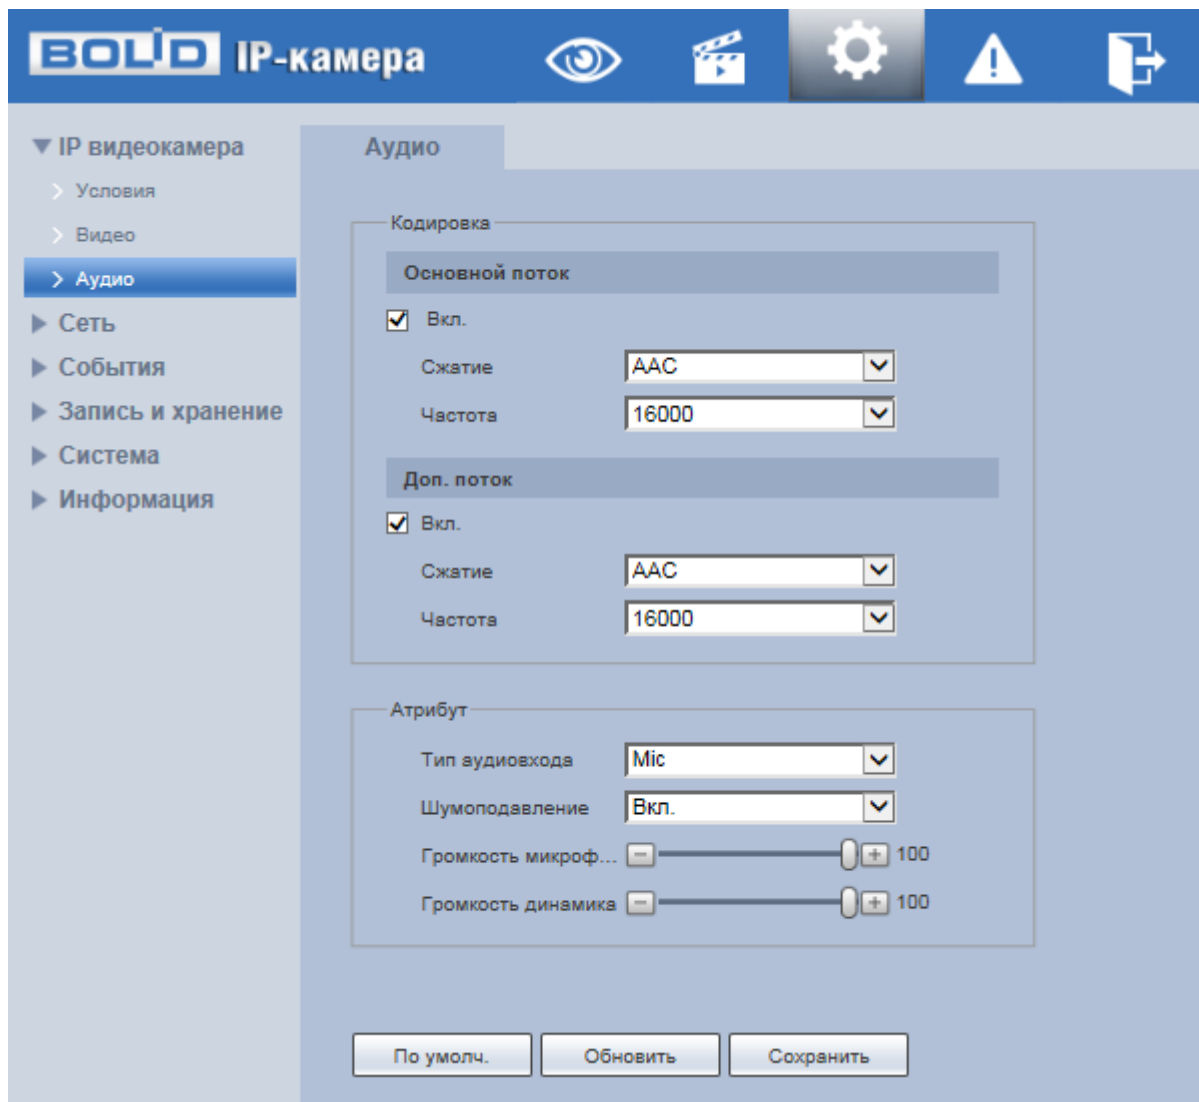 BOLID IP-камера
IP видеокамера
Условия
Видео
Аудио
Сеть
События
Запись и хранение
Система
Информация
Аудио
Кодировка
Основной поток
Вкл.
Сжатие AAC
Частота 16000
Доп. поток
Вкл.
Сжатие AAC
Частота 16000
Атрибут
Тип аудиовхода Mic
Шумоподавление Вкл.
Громкость микроф... 100
Громкость динамика 100
По умолч. Обновить Сохранить